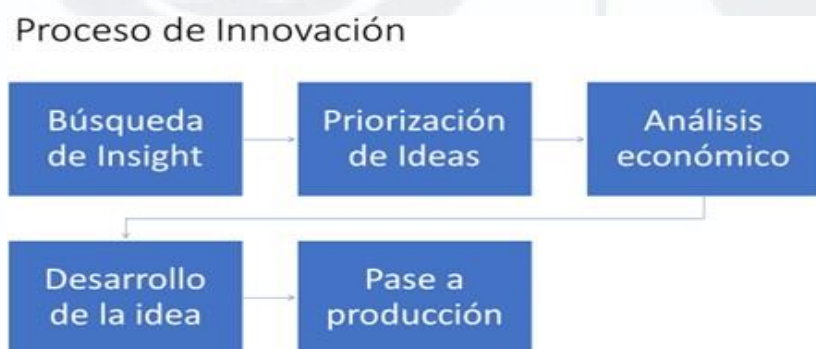 Proceso de Innovación
Búsqueda
de Insight
Priorización
de Ideas
Análisis
económico
Desarrollo
de la idea
Pase a
producción